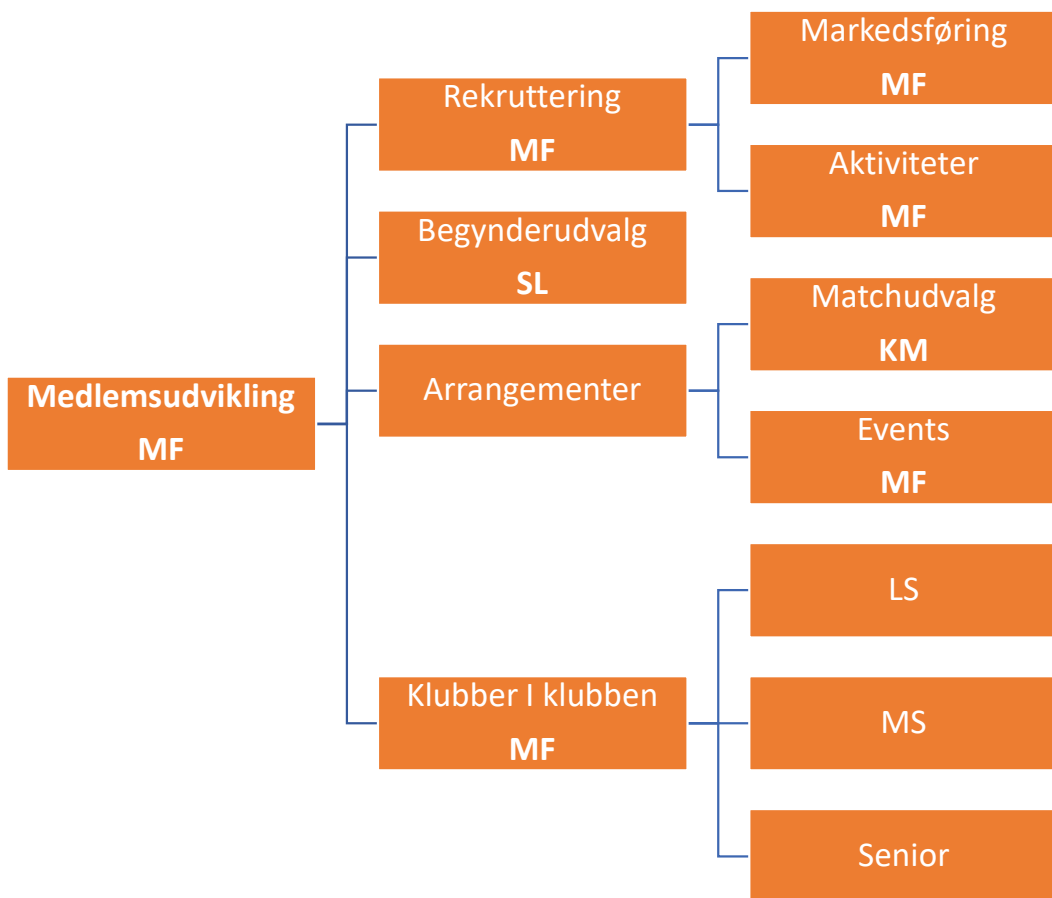 Medlemsudvikling
MF
Rekruttering
MF
Markedsføring
MF
Aktiviteter
MF
Begynderudvalg
SL
Arrangementer
Matchudvalg
KM
Events
MF
Klubber I klubben
MF
LS
MS
Senior